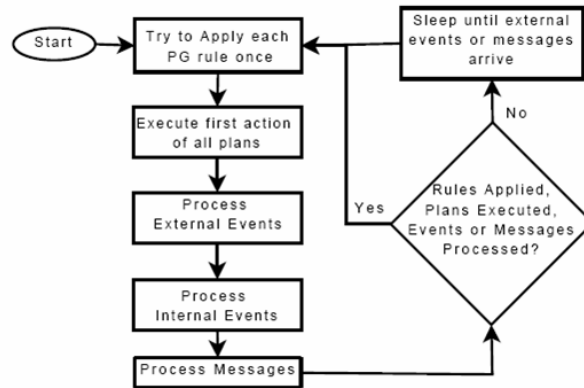 Start
Try to Apply each
PG rule once
Execute first action
of all plans
Process
External Events
Process
Internal Events
Process Messages
Rules Applied,
Plans Executed,
Events or Messages
Processed?
Yes
No
Sleep until external
events or messages
arrive